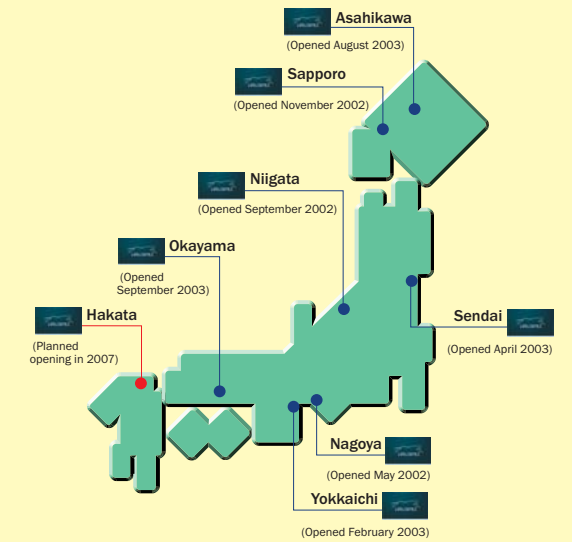 Asahikawa
(Opened August 2003)
Sapporo
(Opened November 2002)
Niigata
(Opened September 2002)
Okayama
(Opened
September 2003)
Hakata
(Planned
opening in 2007)
Sendai
(Opened April 2003)
Nagoya
(Opened May 2002)
Yokkaichi
(Opened February 2003)